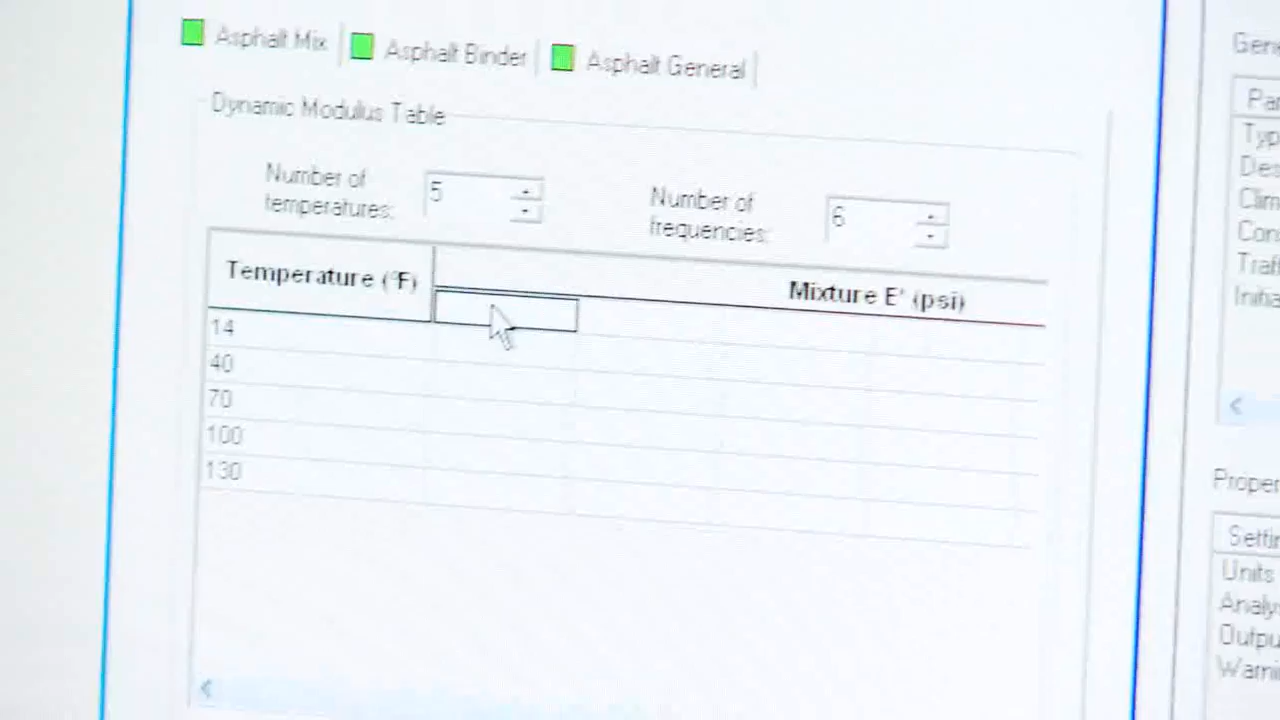 Asphalt Mix Asphalt Binder Asphalt General
Dynamic Modulus Table
Number of temperatures: 5
Number of frequencies: 6
Temperature (°F)
Mixture E* (psi)
14
40
70
100
130
Units